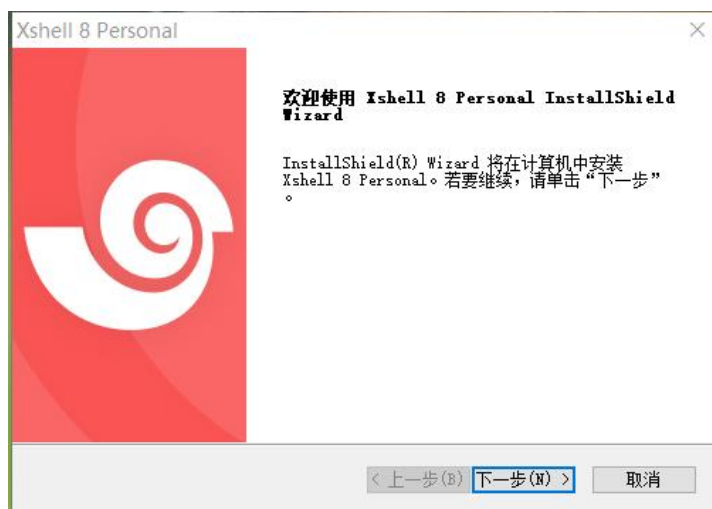 Xshell 8 Personal
欢迎使用 Xshell 8 Personal InstallShield
Wizard
InstallShield(R) Wizard 将在计算机中安装
Xshell 8 Personal。若要继续，请单击“下一步”
。
< 上一步(B)
下一步(N) >
取消